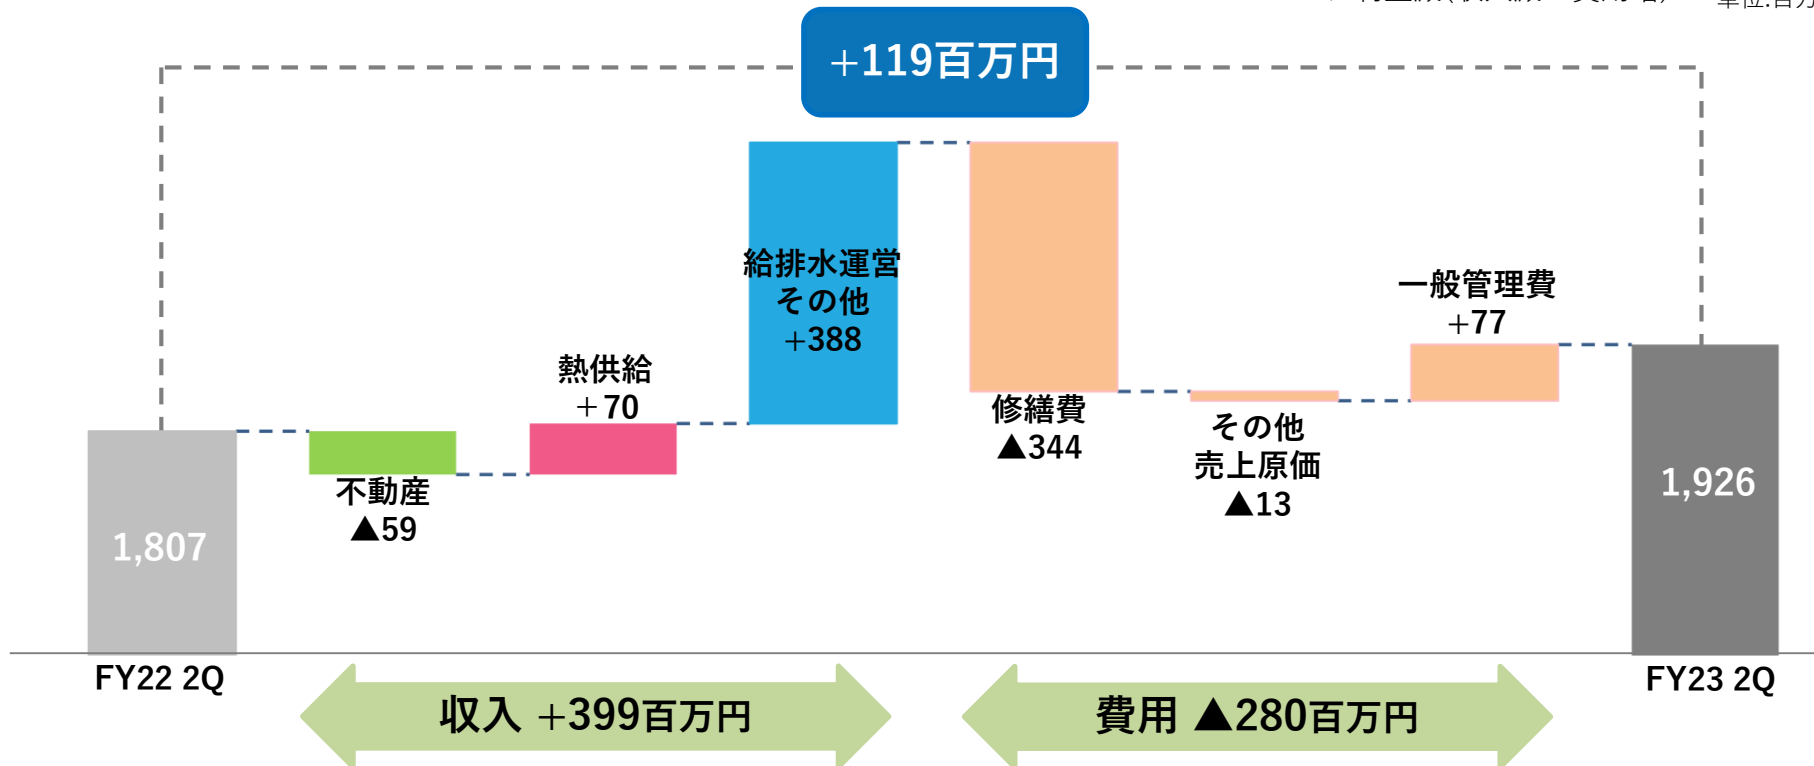 +119百万円
給排水運営
その他
+388
一般管理費
+77
熱供給
+70
修繕費
▲344
その他
売上原価
▲13
不動産
▲59
1,807
1,926
FY22 2Q
FY23 2Q
収入 +399百万円
費用 ▲280百万円